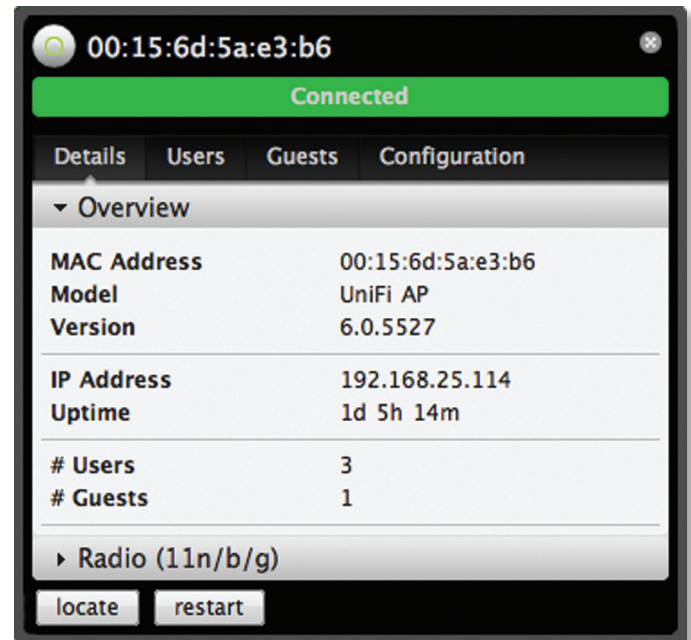 00:15:6d:5a:e3:b6
Connected
Details Users Guests Configuration
Overview
MAC Address 00:15:6d:5a:e3:b6
Model UniFi AP
Version 6.0.5527
IP Address 192.168.25.114
Uptime 1d 5h 14m
# Users 3
# Guests 1
Radio (11n/b/g)
locate restart